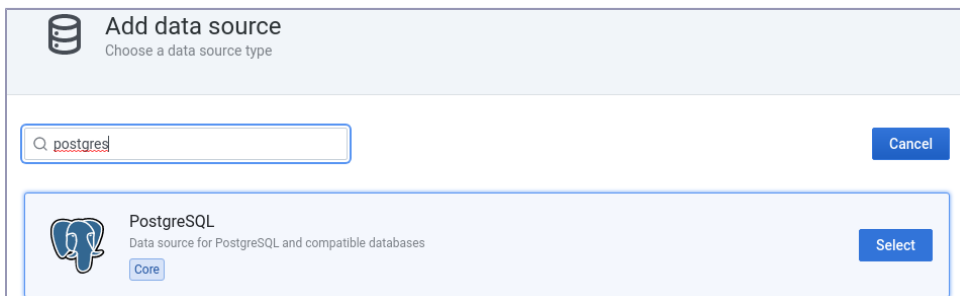 Add data source
Choose a data source type
postgres
Cancel
PostgreSQL
Data source for PostgreSQL and compatible databases
Core
Select